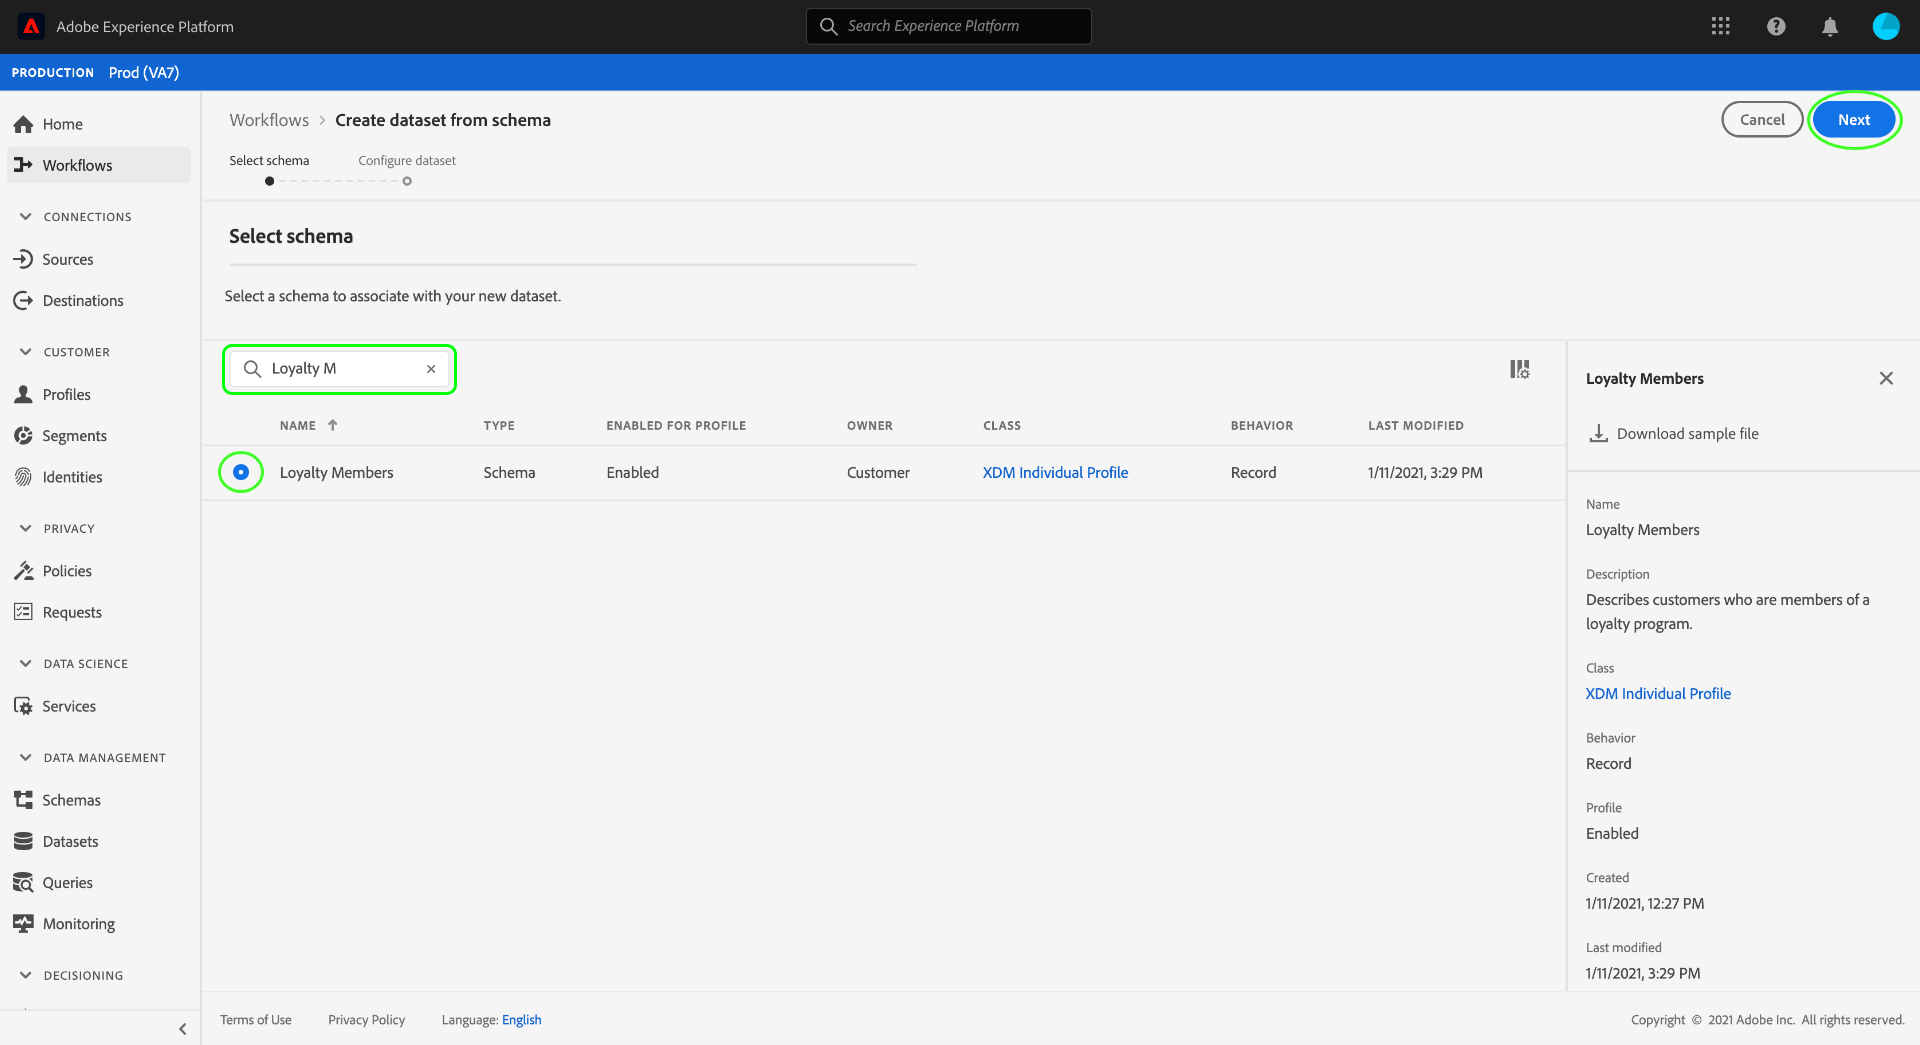 Adobe Experience Platform
Search Experience Platform
PRODUCTION Prod (VA7)
Home
Workflows
CONNECTIONS
Sources
Destinations
CUSTOMER
Profiles
Segments
Identities
PRIVACY
Policies
Requests
DATA SCIENCE
Services
DATA MANAGEMENT
Schemas
Datasets
Queries
Monitoring
DECISIONING
Workflows > Create dataset from schema
Cancel
Next
Select schema Configure dataset
Select schema
Select a schema to associate with your new dataset.
Loyalty M
NAME TYPE ENABLED FOR PROFILE OWNER CLASS BEHAVIOR LAST MODIFIED
Loyalty Members Schema Enabled Customer XDM Individual Profile Record 1/11/2021, 3:29 PM
Loyalty Members
Download sample file
Name
Loyalty Members
Description
Describes customers who are members of a
loyalty program.
Class
XDM Individual Profile
Behavior
Record
Profile
Enabled
Created
1/11/2021, 12:27 PM
Last modified
1/11/2021, 3:29 PM
Terms of Use Privacy Policy Language: English
Copyright © 2021 Adobe Inc. All rights reserved.